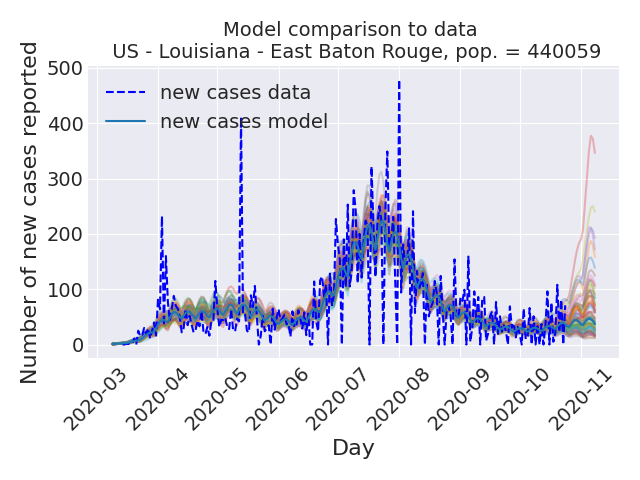 Model comparison to data
US - Louisiana - East Baton Rouge, pop. = 440059
Number of new cases reported
500
400
300
200
100
0
new cases data
new cases model
2020-03
2020-04
2020-05
2020-06
2020-07
2020-08
2020-09
2020-10
2020-11
Day